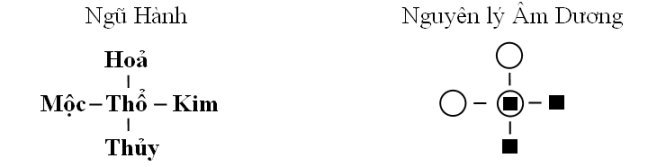 Ngũ Hành
Nguyên lý Âm Dương
Hoả
Mộc – Thổ – Kim
Thủy